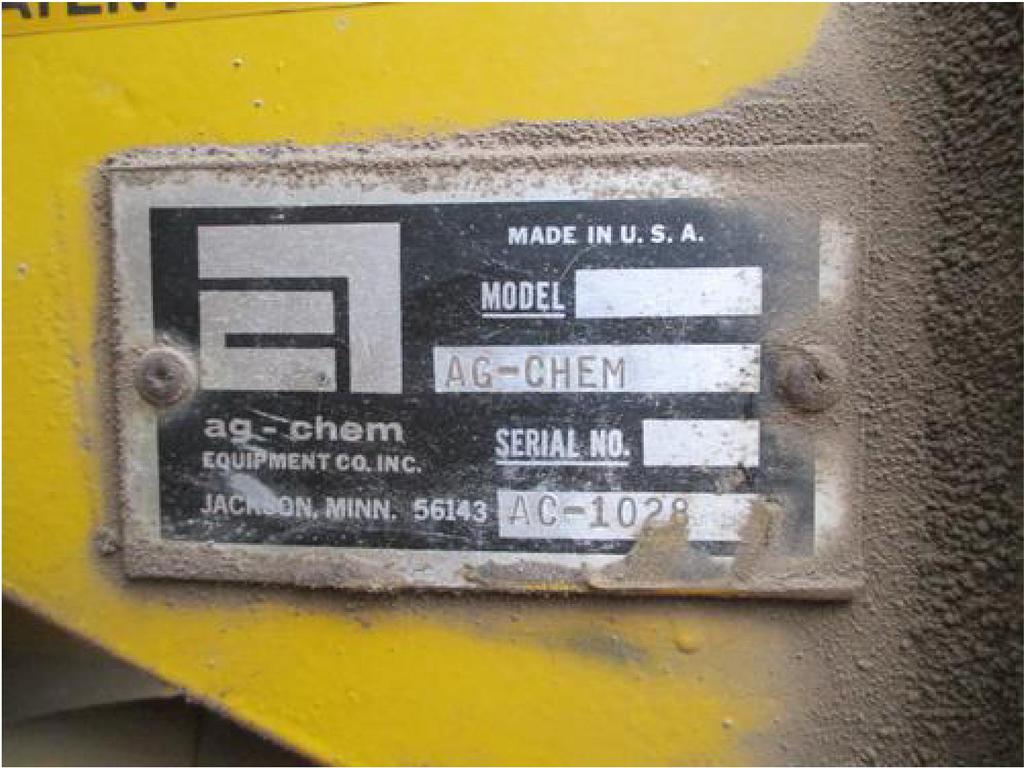 MADE IN U. S. A.
MODEL
AG-CHEM
ag-chem
EQUIPMENT CO. INC.
JACKSON, MINN. 56143
SERIAL NO.
AC-1028